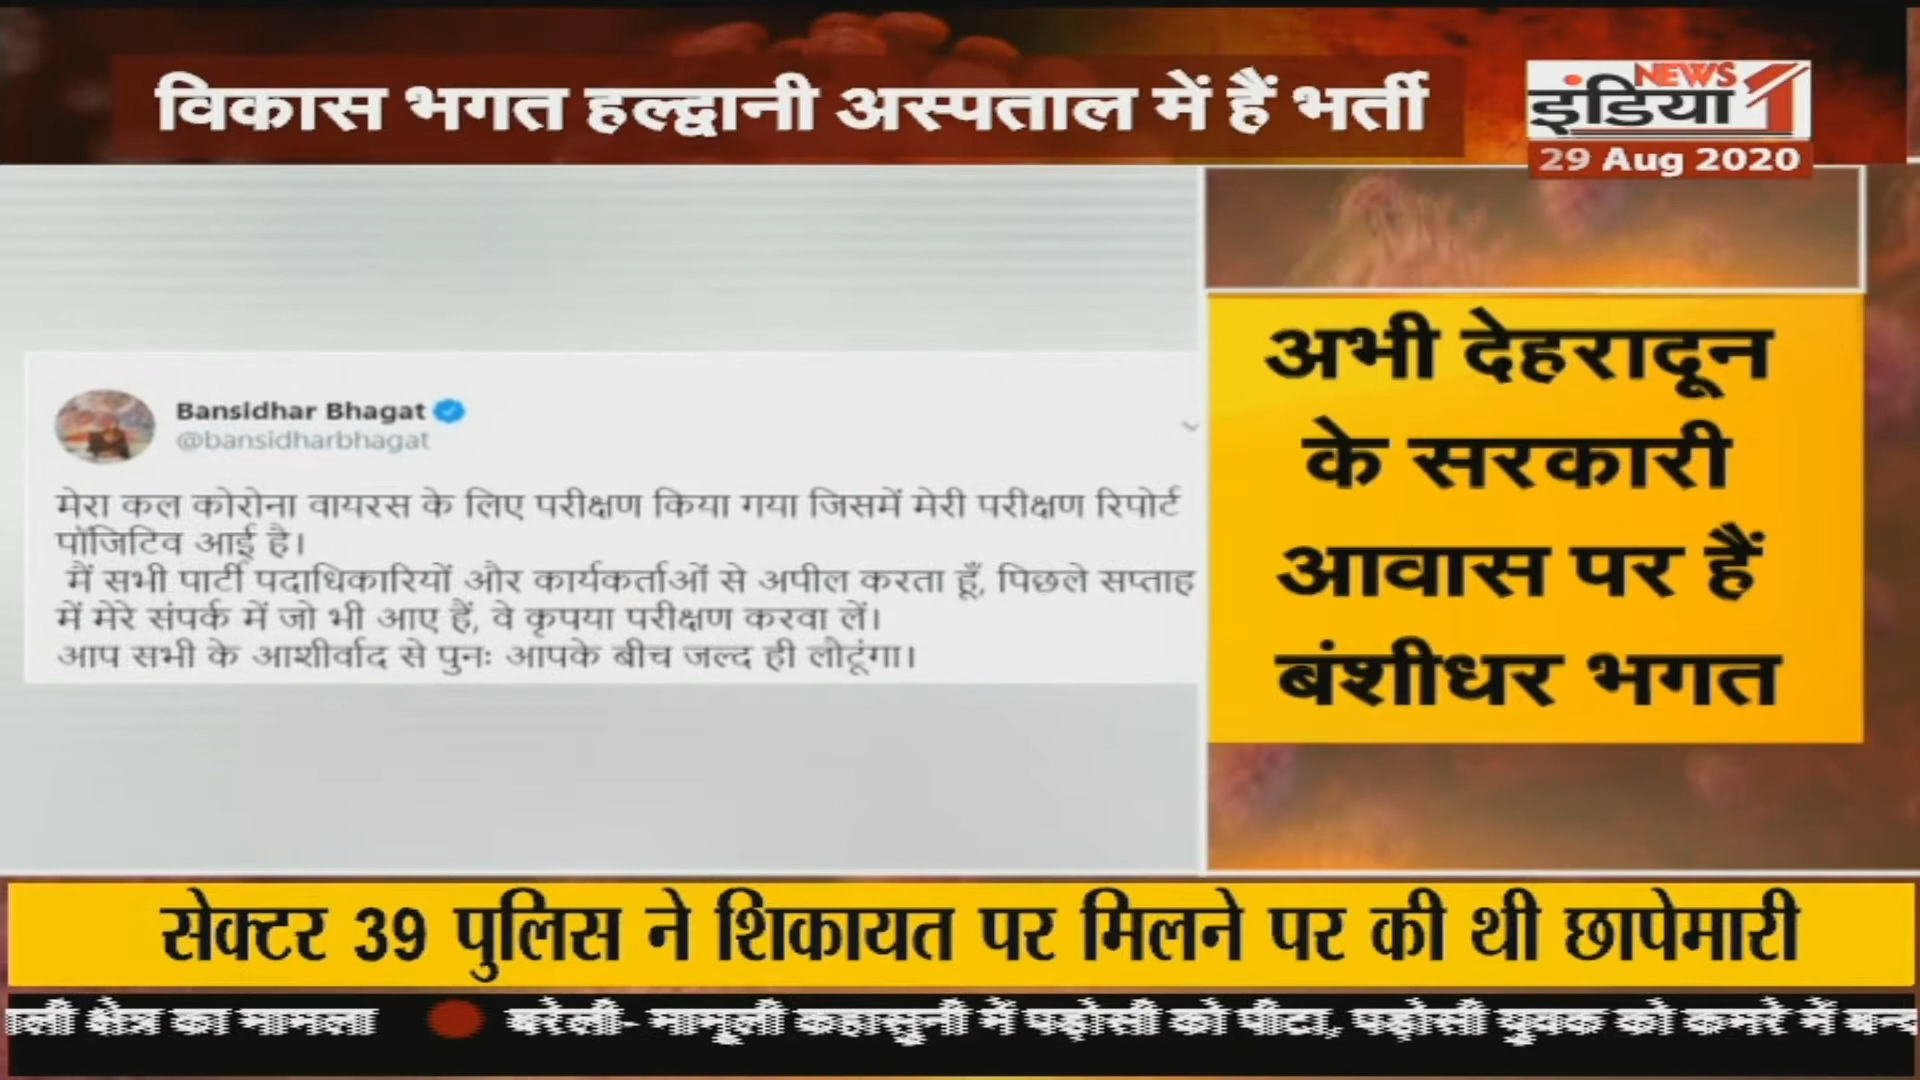 विकास भगत हल्द्वानी अस्पताल में हैं भर्ती
NEWS
इंडिया 1
29 Aug 2020
Bansidhar Bhagat
@bansidharbhagat
मेरा कल कोरोना वायरस के लिए परीक्षण किया गया जिसमें मेरी परीक्षण रिपोर्ट
पॉजिटिव आई है।
मैं सभी पार्टी पदाधिकारियों और कार्यकर्ताओं से अपील करता हूँ, पिछले सप्ताह
में मेरे संपर्क में जो भी आए हैं, वे कृपया परीक्षण करवा लें।
आप सभी के आशीर्वाद से पुनः आपके बीच जल्द ही लौटूंगा।
अभी देहरादून
के सरकारी
आवास पर हैं
बंशीधर भगत
सेक्टर 39 पुलिस ने शिकायत पर मिलने पर की थी छापेमारी
क्षेत्र का मामला बरेली- मामूली कहासुनी में पड़ोसी को पीटा, पड़ोसी युवक को कमरे में